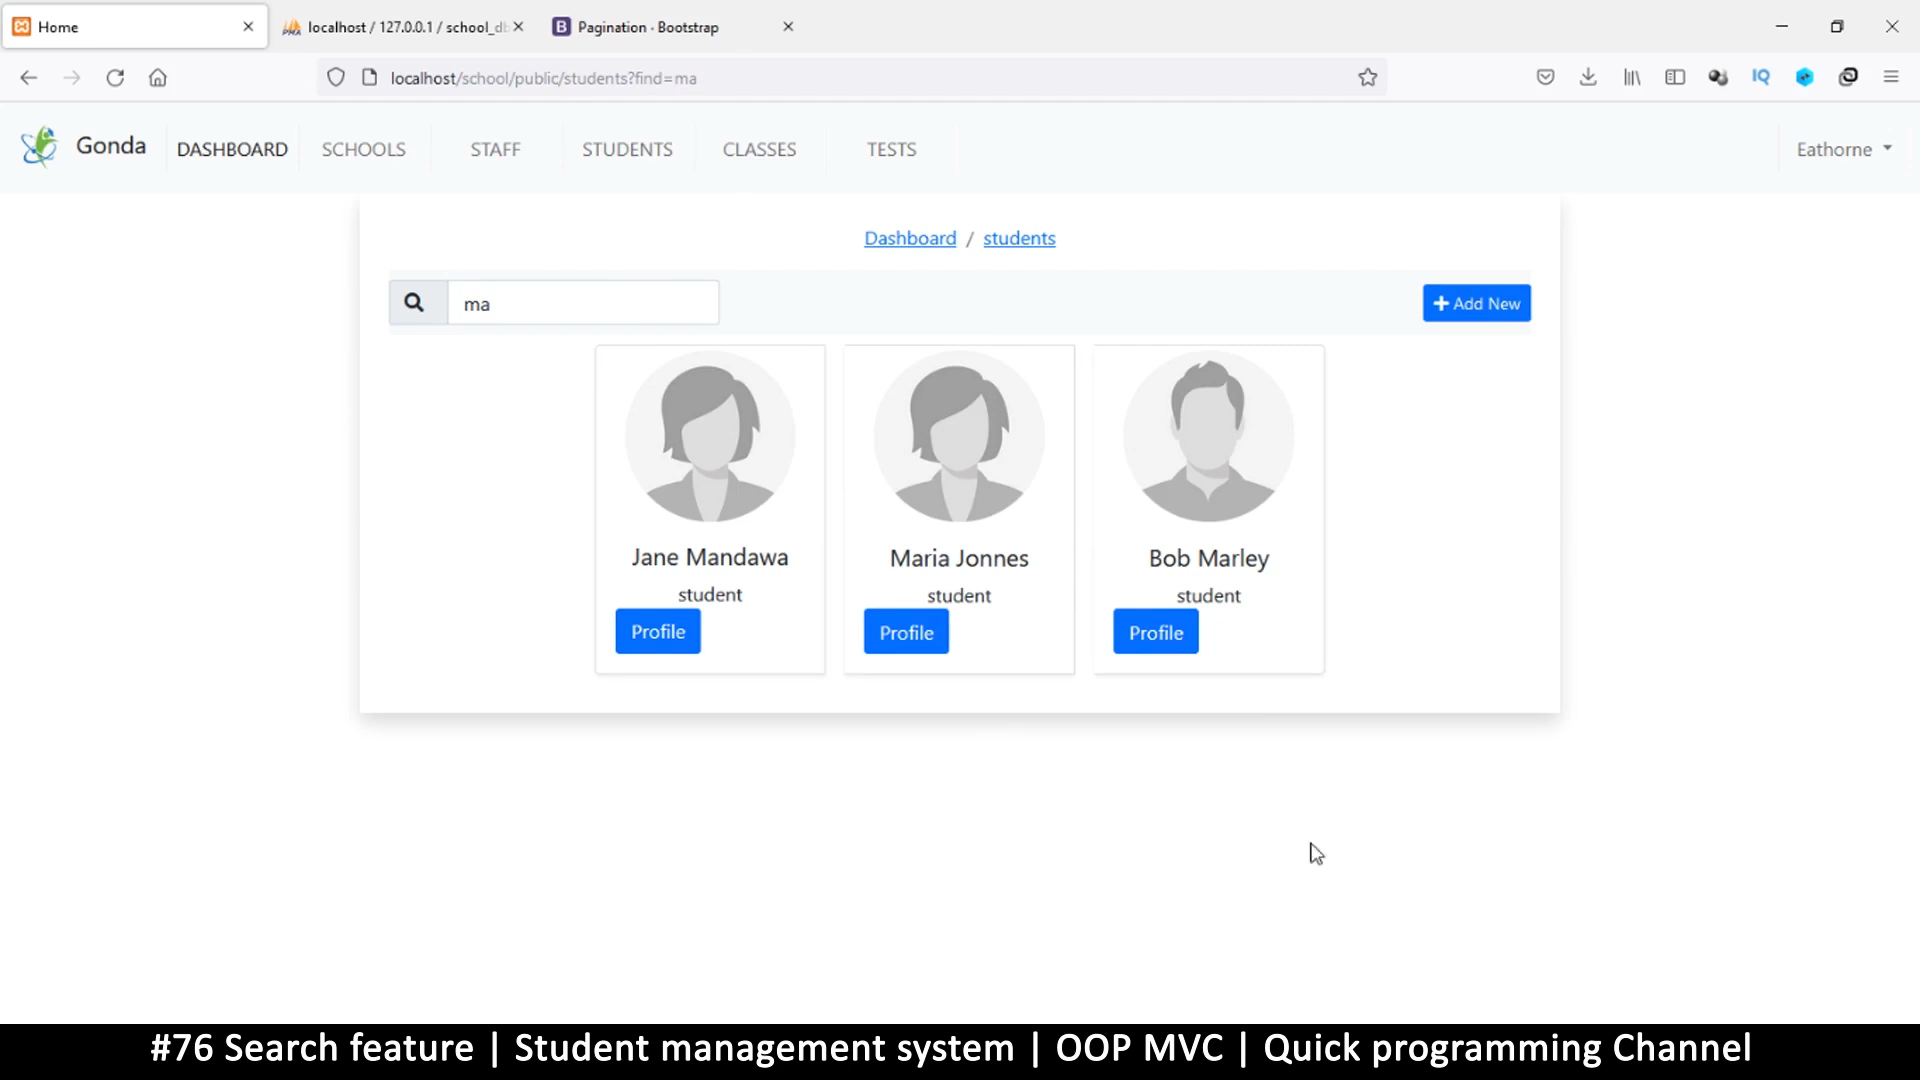 Home
localhost / 127.0.0.1 / school_db
Pagination · Bootstrap
localhost/school/public/students?find=ma
IQ
Gonda
DASHBOARD
SCHOOLS
STAFF
STUDENTS
CLASSES
TESTS
Eathorne
Dashboard / students
ma
Add New
Jane Mandawa
Maria Jonnes
Bob Marley
student
student
student
Profile
Profile
Profile
#76 Search feature | Student management system | OOP MVC | Quick programming Channel